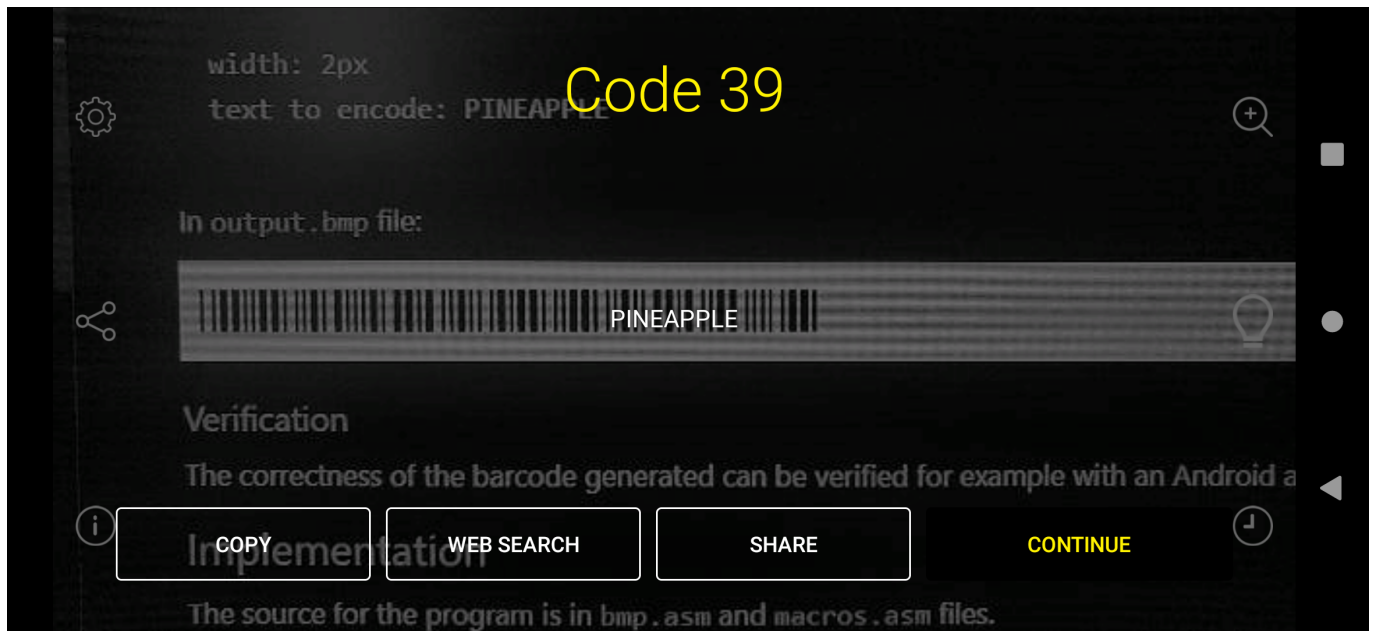 width: 2px
Code 39
text to encode: PINEAPPLE
In output.bmp file:
PINEAPPLE
Verification
The correctness of the barcode generated can be verified for example with an Android a
COPY
WEB SEARCH
SHARE
CONTINUE
Implementation
The source for the program is in bmp.asm and macros.asm files.